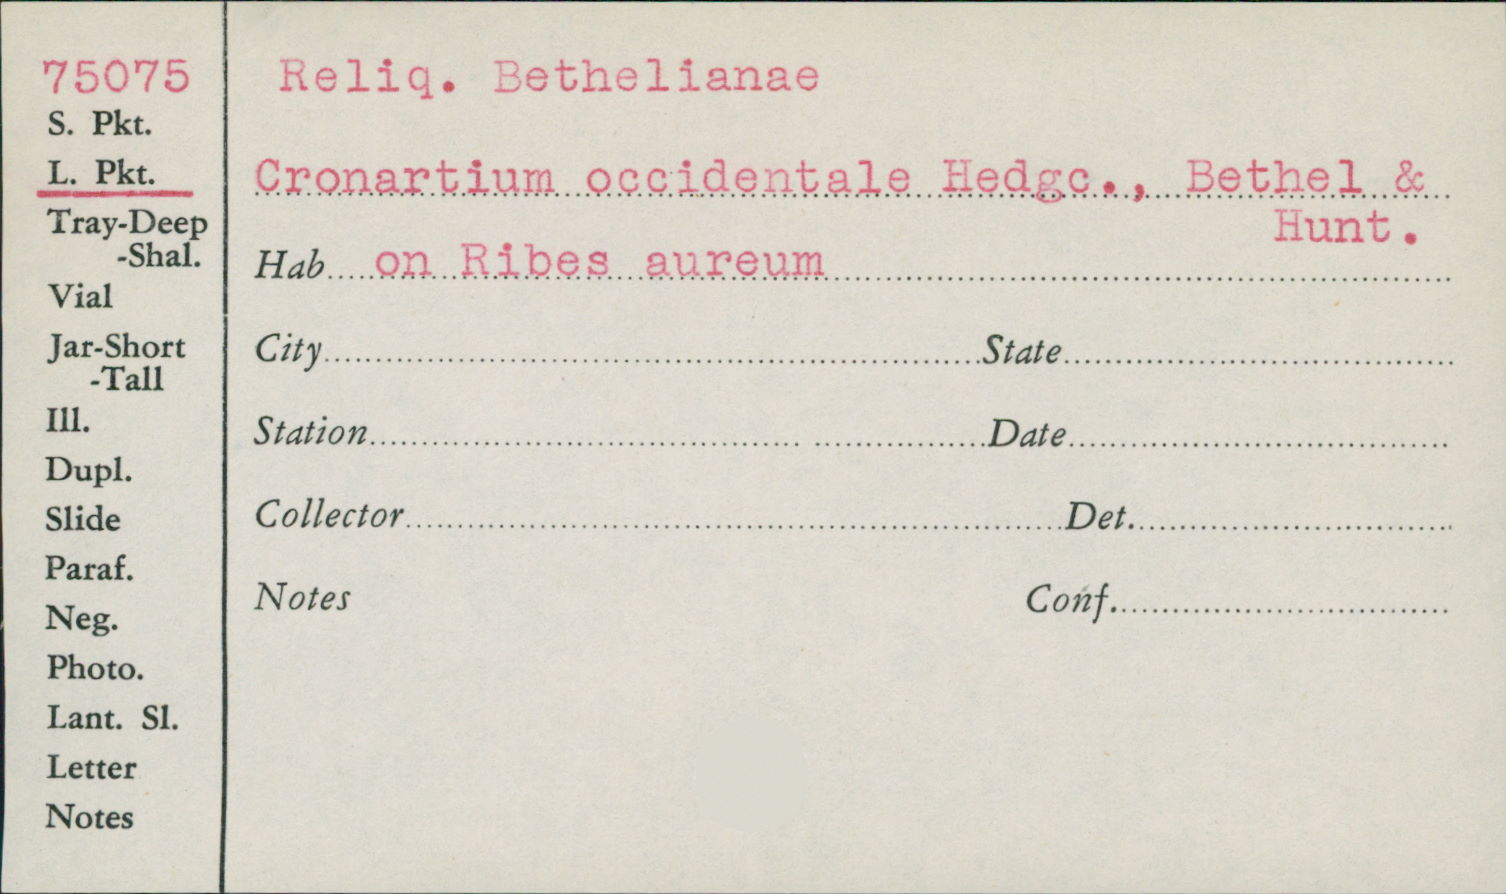 75075
S. Pkt.
L. Pkt.
Tray-Deep
-Shal.
Vial
Jar-Short
-Tall
Ill.
Dupl.
Slide
Paraf.
Neg.
Photo.
Lant. Sl.
Letter
Notes
Reliq. Bethelianae
Cronartium occidentale Hedgc., Bethel &
Hunt.
Hab on Ribes aureum
City State
Station Date
Collector Det.
Notes Conf.